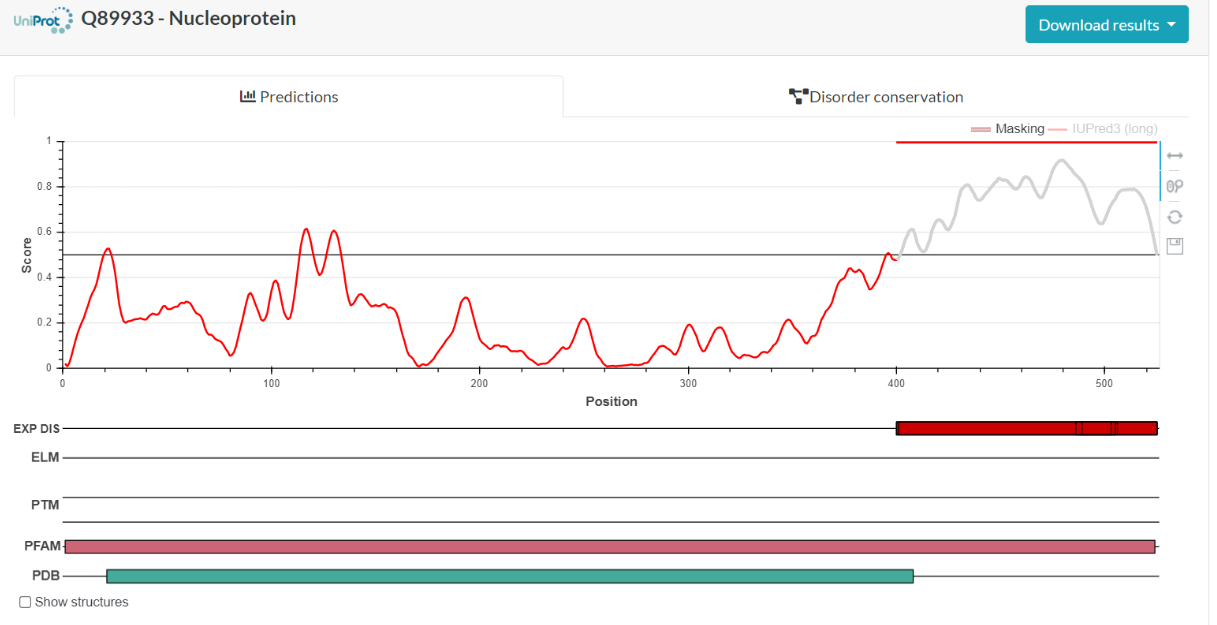 UniProt Q89933 - Nucleoprotein
Download results
Predictions
Disorder conservation
Masking IUPred3 (long)
1
0.8
0.6
0.4
0.2
0
Score
0 100 200 300 400 500
Position
EXP DIS
ELM
PTM
PFAM
PDB
Show structures